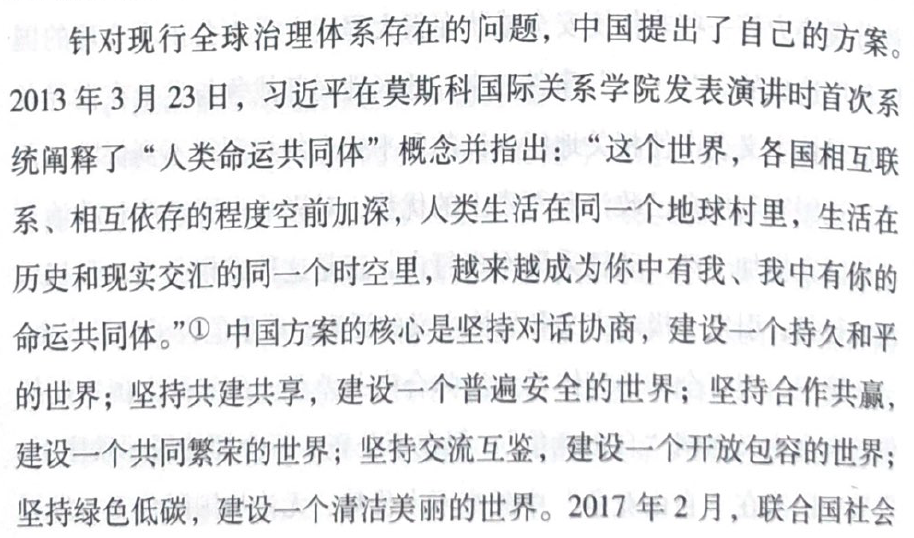 针对现行全球治理体系存在的问题，中国提出了自己的方案。
2013 年 3 月 23 日，习近平在莫斯科国际关系学院发表演讲时首次系
统阐释了“人类命运共同体”概念并指出：“这个世界，各国相互联
系、相互依存的程度空前加深，人类生活在同一个地球村里，生活在
历史和现实交汇的同一个时空里，越来越成为你中有我、我中有你的
命运共同体。”① 中国方案的核心是坚持对话协商，建设一个持久和平
的世界；坚持共建共享，建设一个普遍安全的世界；坚持合作共赢，
建设一个共同繁荣的世界；坚持交流互鉴，建设一个开放包容的世界；
坚持绿色低碳，建设一个清洁美丽的世界。2017 年 2 月，联合国社会